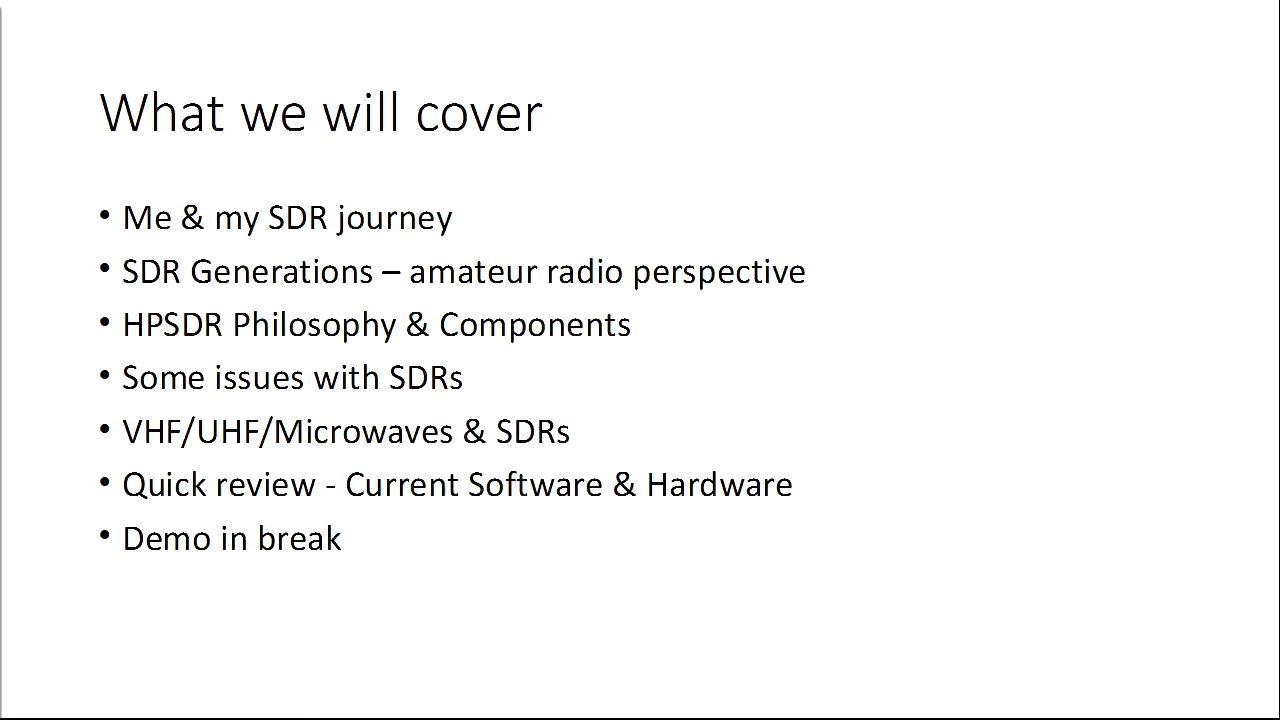 What we will cover
• Me & my SDR journey
• SDR Generations – amateur radio perspective
• HPSDR Philosophy & Components
• Some issues with SDRs
• VHF/UHF/Microwaves & SDRs
• Quick review - Current Software & Hardware
• Demo in break